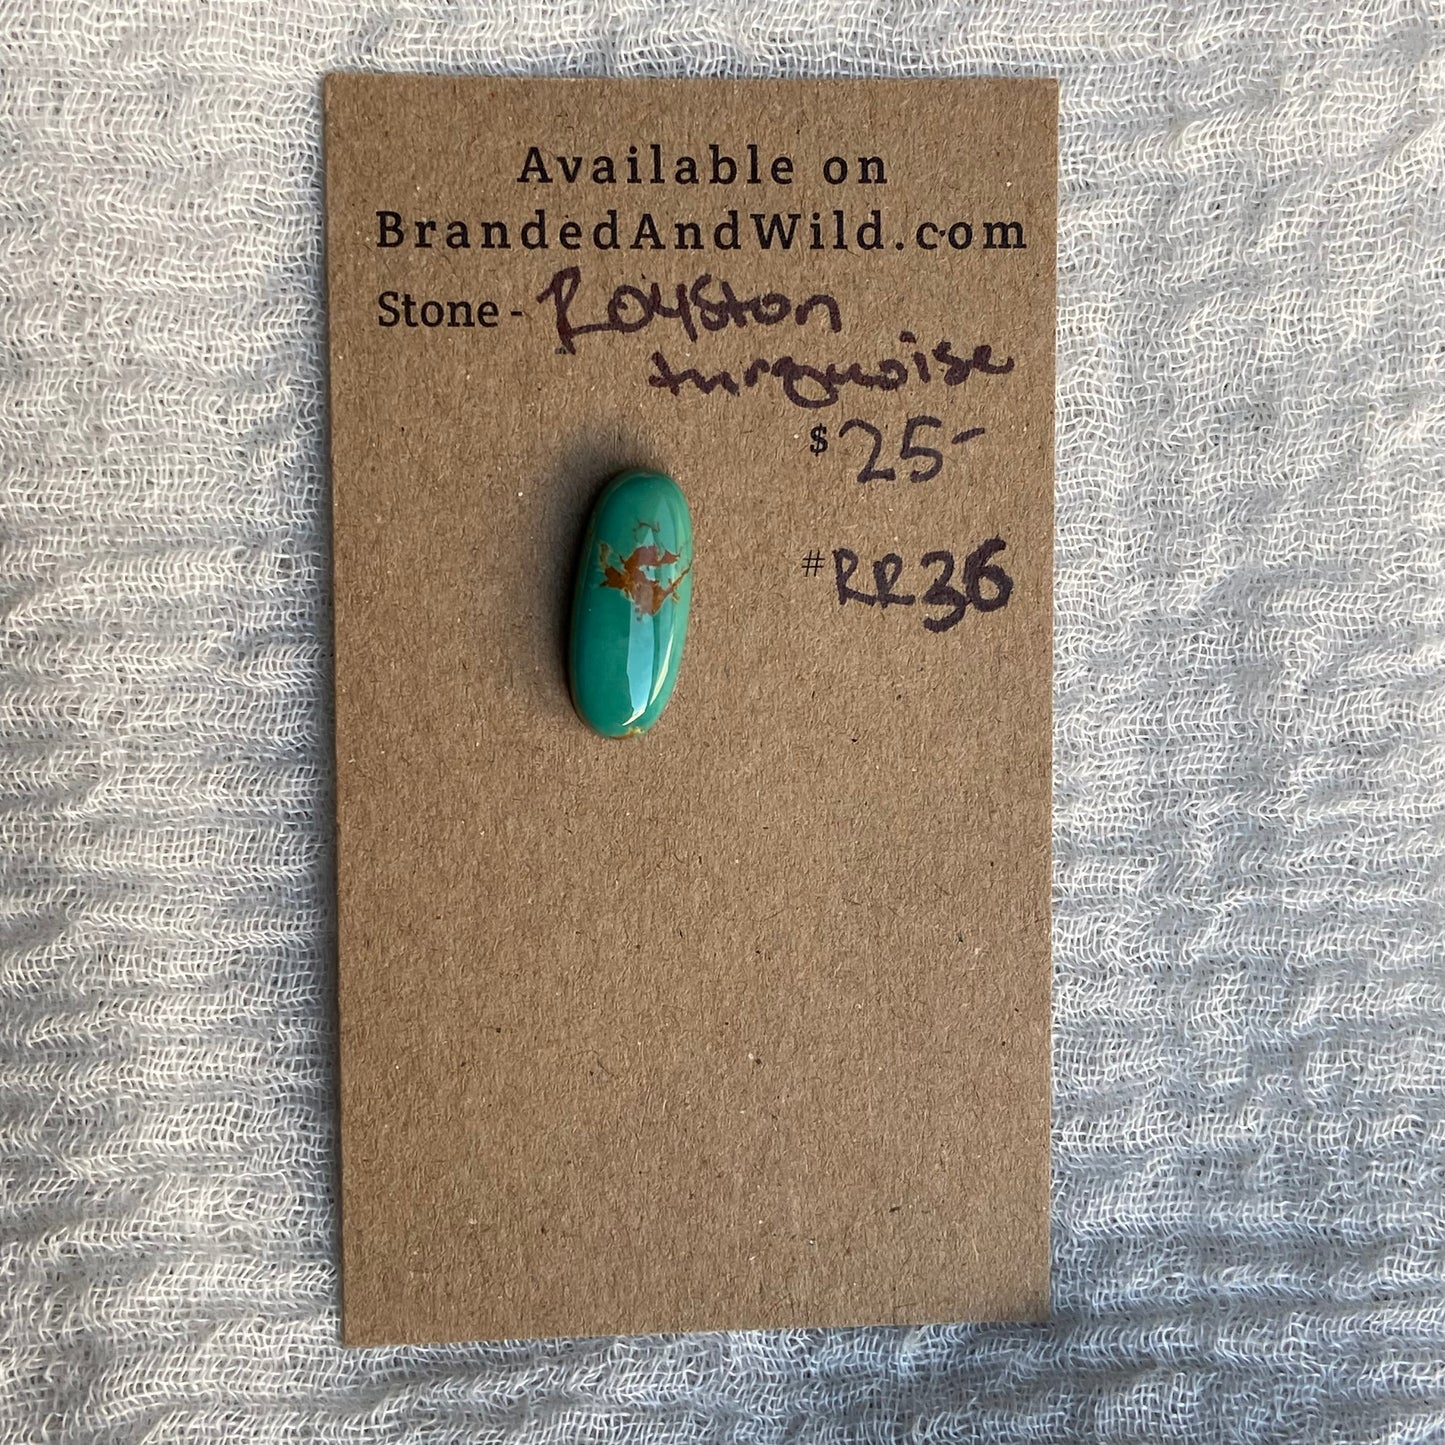 Available on
BrandedAndWild.com
Stone - Royston
turquoise
$25-
#RR36